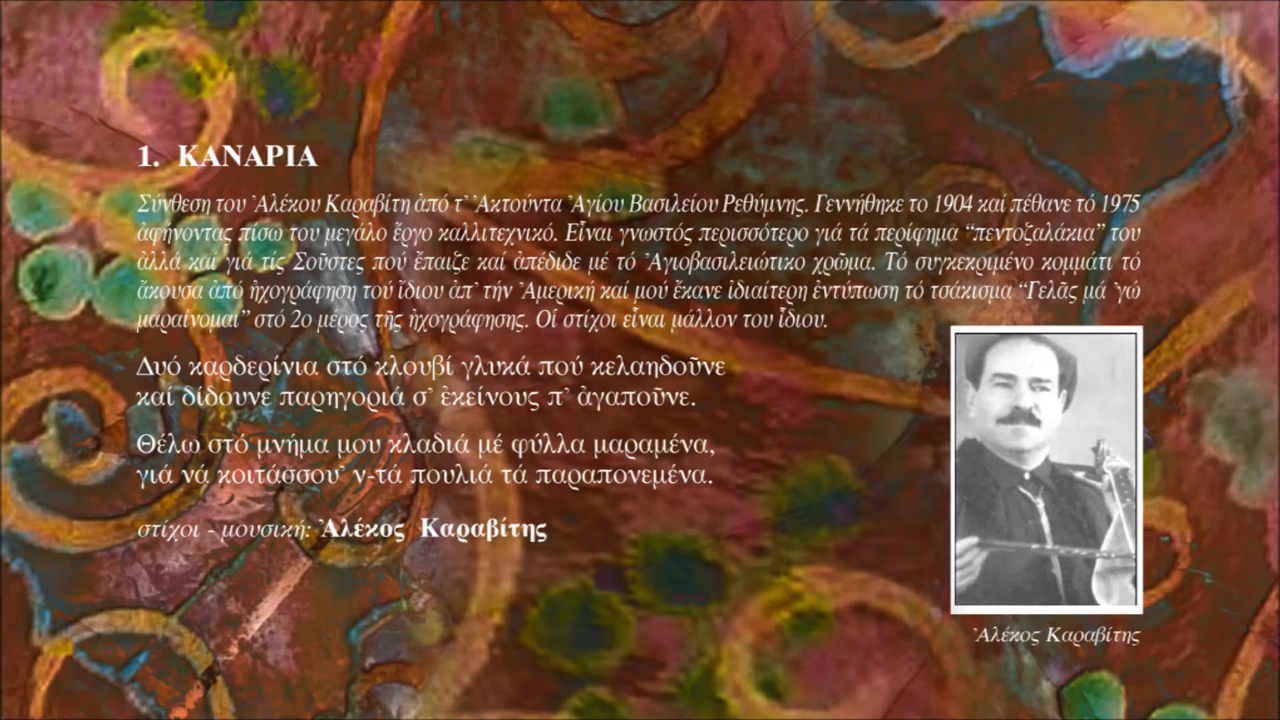 1. ΚΑΝΑΡΙΑ
Σύνθεση του Ἀλέκου Καραβίτη ἀπό τ’ Ἀκτούντα Ἁγίου Βασιλείου Ρεθύμνης. Γεννήθηκε το 1904 καί πέθανε τό 1975
ἀφήνοντας πίσω του μεγάλο ἔργο καλλιτεχνικό. Εἶναι γνωστός περισσότερο γιά τά περίφημα “πεντοζαλάκια” του
ἀλλά καί γιά τίς Σοῦστες πού ἔπαιζε καί ἀπέδιδε μέ τό Ἁγιοβασιλειώτικο χρῶμα. Τό συγκεκριμένο κομμάτι τό
ἄκουσα ἀπό ἠχογράφηση τού ἴδιου ἀπ’ τήν Ἀμερική καί μού ἔκανε ἰδιαίτερη ἐντύπωση τό τσάκισμα “Γελᾶς μά ’γώ
μαραίνομαι” στό 2ο μέρος τῆς ἠχογράφησης. Οἱ στίχοι εἶναι μάλλον του ἴδιου.
Δυό καρδερίνια στό κλουβί γλυκά πού κελαηδοῦνε
καί δίδουνε παρηγοριά σ’ ἐκείνους π’ ἀγαποῦνε.
Θέλω στό μνήμα μου κλαδιά μέ φύλλα μαραμένα,
γιά νά κοιτάσσου’ ν-τά πουλιά τά παραπονεμένα.
στίχοι - μουσική: Ἀλέκος Καραβίτης
Ἀλέκος Καραβίτης